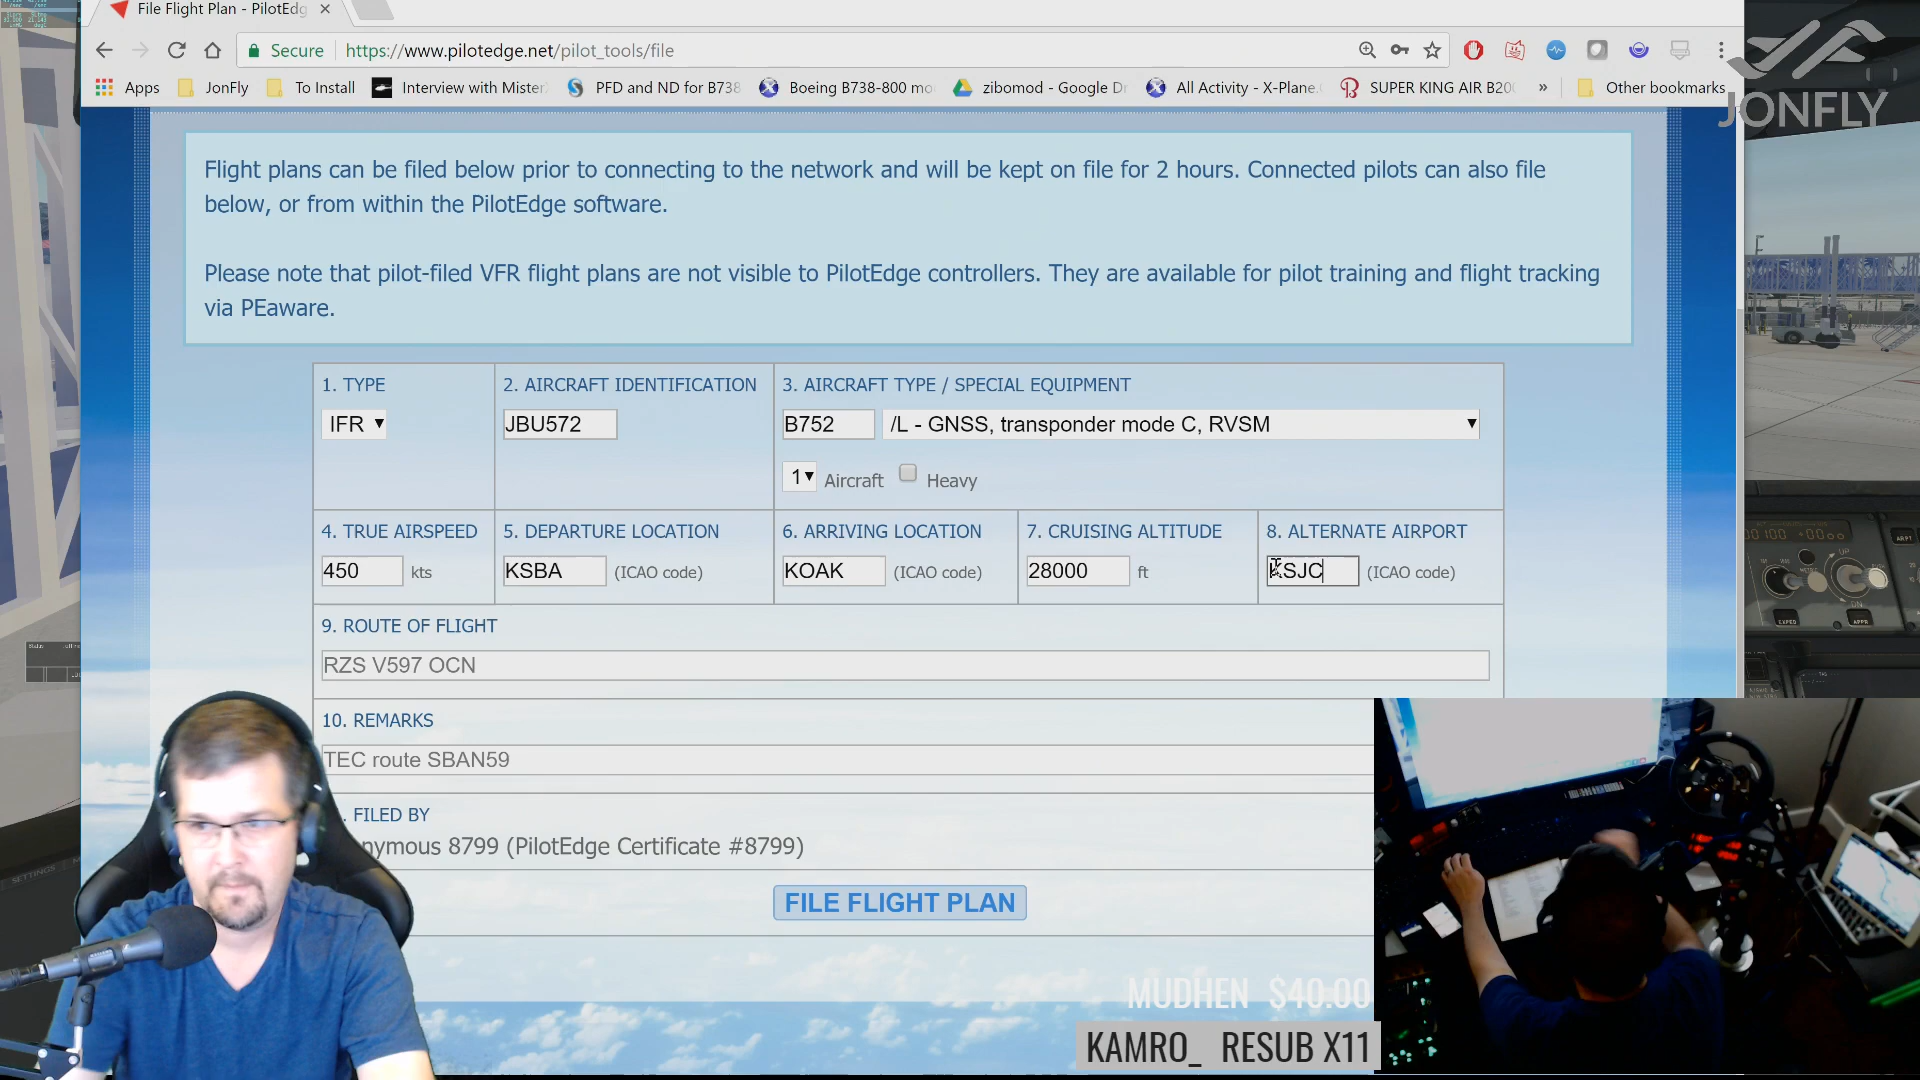 File Flight Plan - PilotEdg
Secure https://www.pilotedge.net/pilot_tools/file
Apps JonFly To Install Interview with Mister PFD and ND for B738 Boeing B738-800 mo zibomod - Google Dr All Activity - X-Plane. SUPER KING AIR B200 » Other bookmarks
JONFLY
Flight plans can be filed below prior to connecting to the network and will be kept on file for 2 hours. Connected pilots can also file
below, or from within the PilotEdge software.
Please note that pilot-filed VFR flight plans are not visible to PilotEdge controllers. They are available for pilot training and flight tracking
via PEaware.
1. TYPE 2. AIRCRAFT IDENTIFICATION 3. AIRCRAFT TYPE / SPECIAL EQUIPMENT
IFR JBU572 B752 /L - GNSS, transponder mode C, RVSM
1 Aircraft Heavy
4. TRUE AIRSPEED 5. DEPARTURE LOCATION 6. ARRIVING LOCATION 7. CRUISING ALTITUDE 8. ALTERNATE AIRPORT
450 kts KSBA (ICAO code) KOAK (ICAO code) 28000 ft KSJC (ICAO code)
9. ROUTE OF FLIGHT
RZS V597 OCN
10. REMARKS
TEC route SBAN59
. FILED BY
nymous 8799 (PilotEdge Certificate #8799)
FILE FLIGHT PLAN
MUDHEN $40.00
KAMRO_ RESUB X11